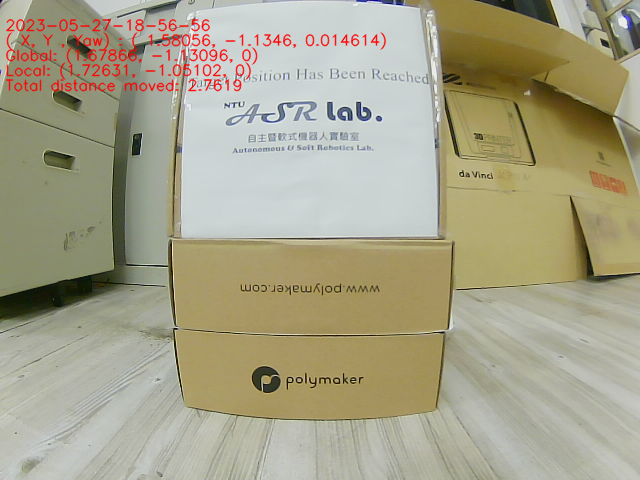 2023-05-27-18-56-56
( X, Y , Yaw) : ( 1.58056, -1.1346, 0.014614)
Global: (1.67866, -1.13096, 0)
Local: (1.72631, -1.05102, 0)
Total distance moved: 2.7619
Position Has Been Reached
NTU ASR Lab.
自主暨軟式機器人實驗室
Autonomous & Soft Robotics Lab.
www.polymaker.com
polymaker
da Vinci